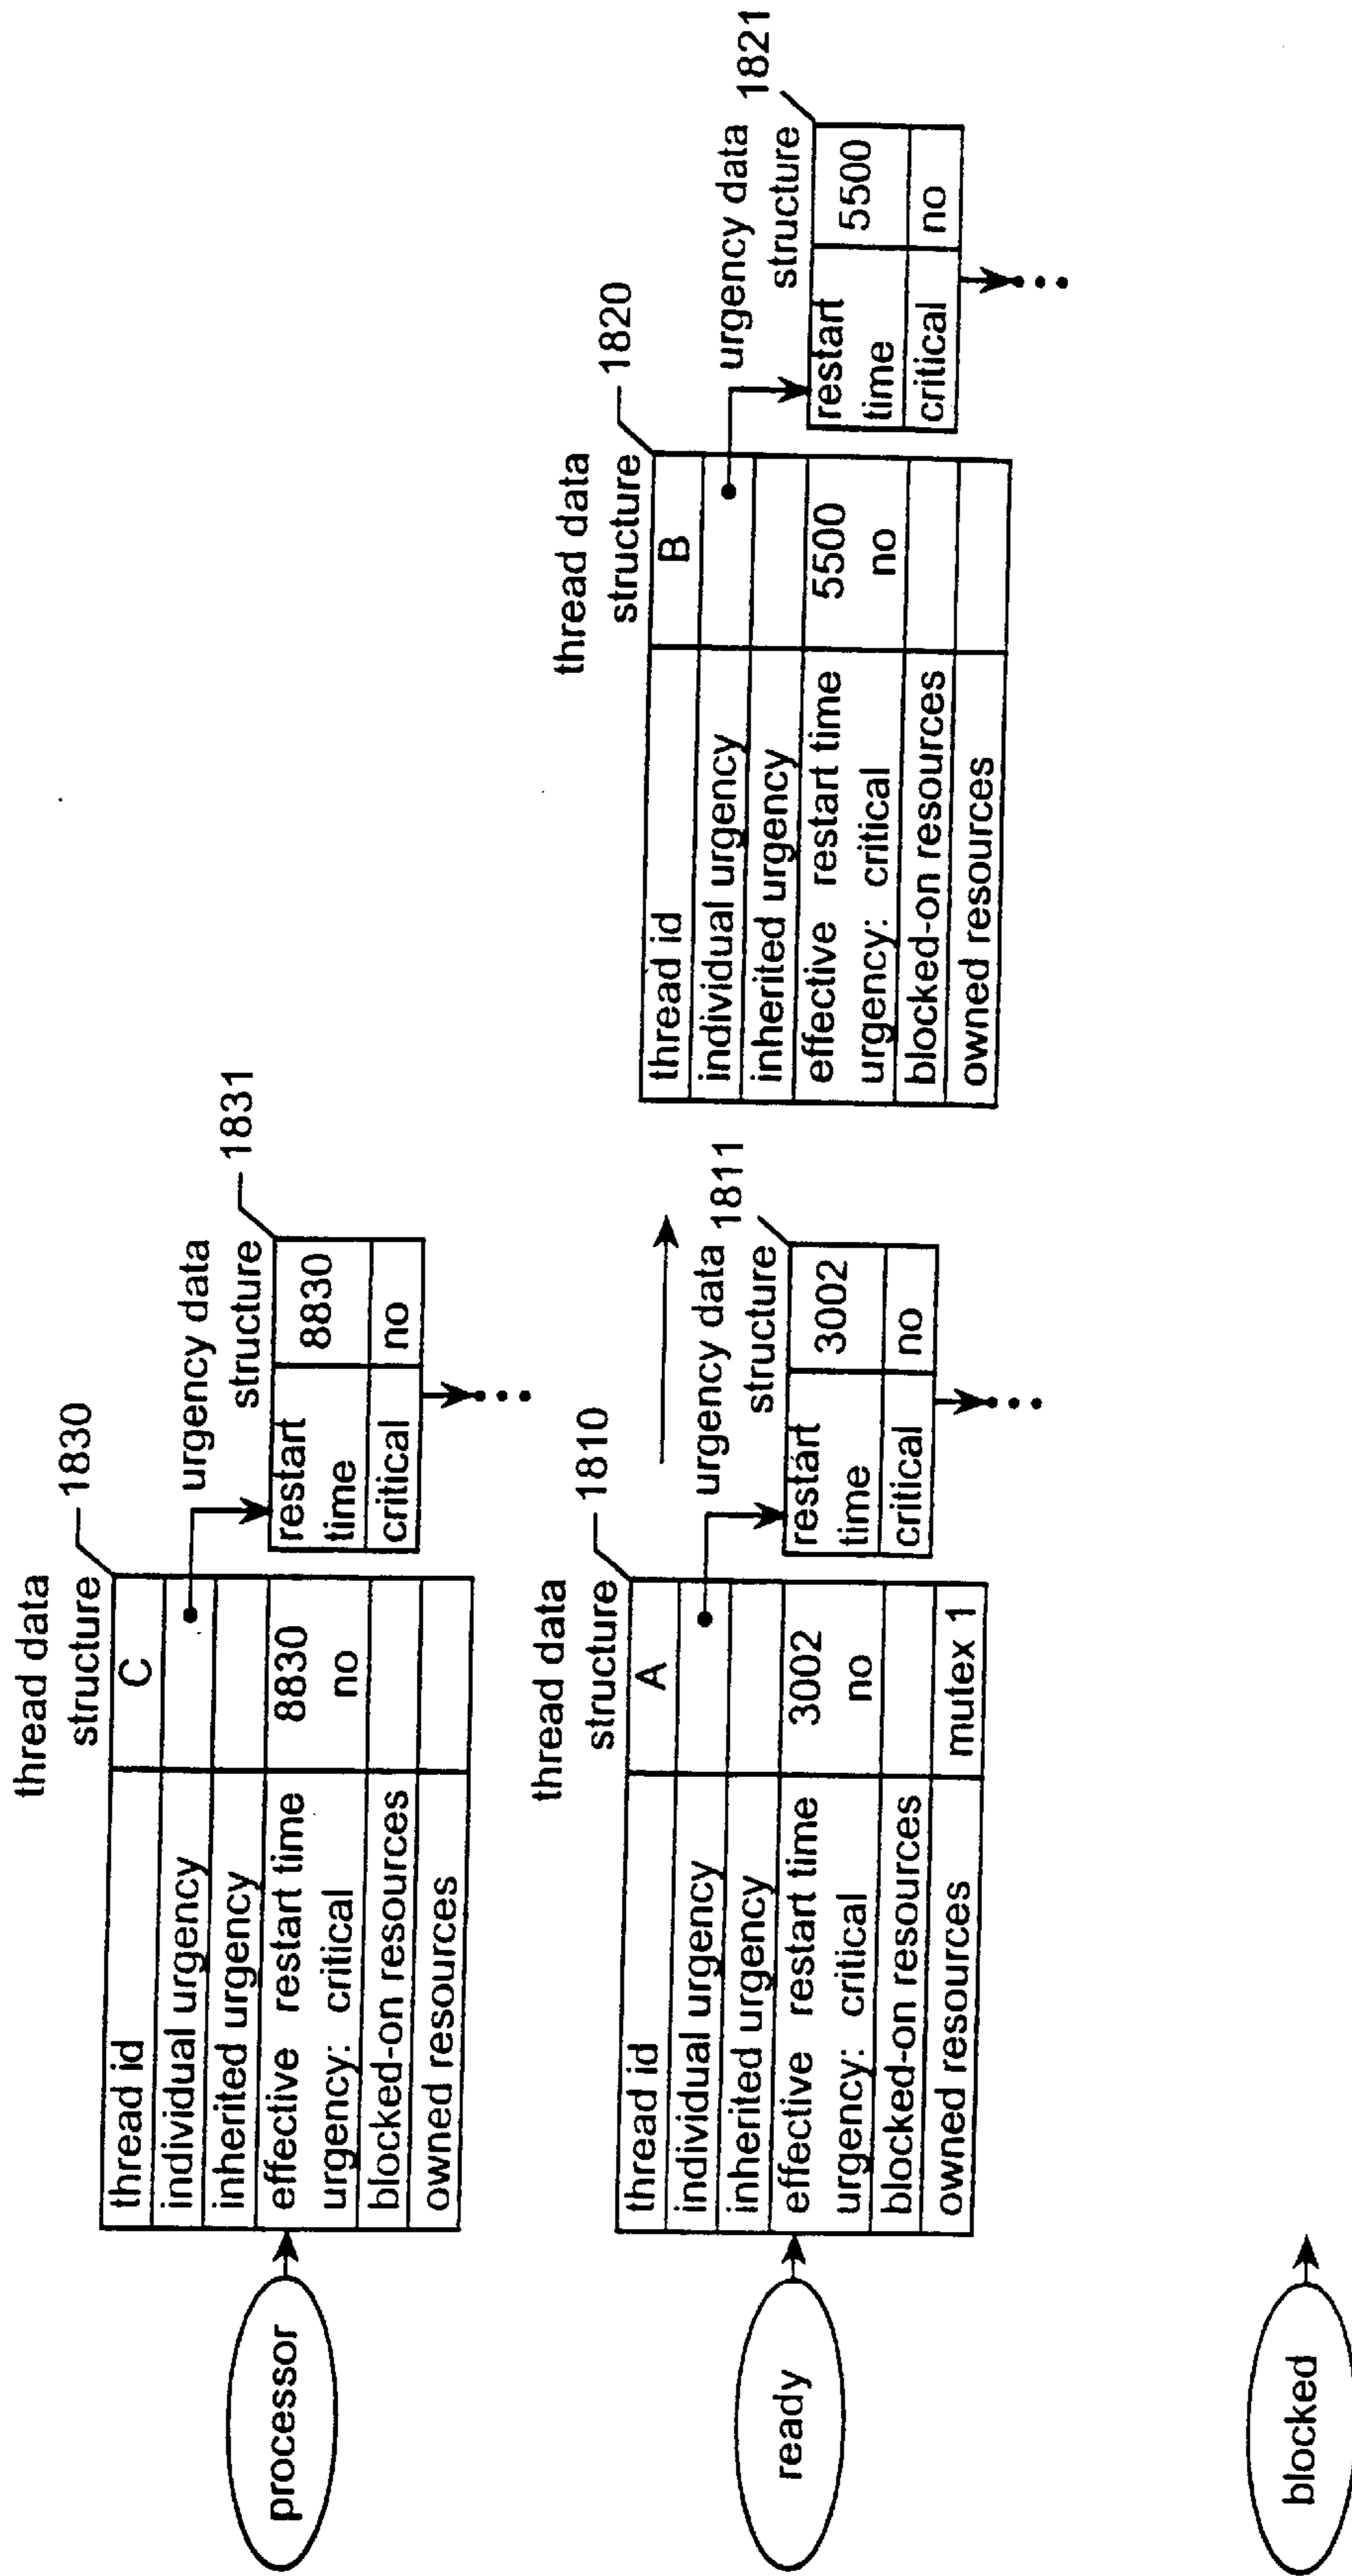 thread data
structure
1830
processor
thread id C
individual urgency
inherited urgency
effective restart time 8830
urgency: critical no
blocked-on resources
owned resources
urgency data
structure
1831
restart
time 8830
critical no
thread data
structure
1810
ready
thread id A
individual urgency
inherited urgency
effective restart time 3002
urgency: critical no
blocked-on resources
owned resources mutex 1
urgency data
structure
1811
restart
time 3002
critical no
thread data
structure
1820
thread id B
individual urgency
inherited urgency
effective restart time 5500
urgency: critical no
blocked-on resources
owned resources
urgency data
structure
1821
restart
time 5500
critical no
blocked